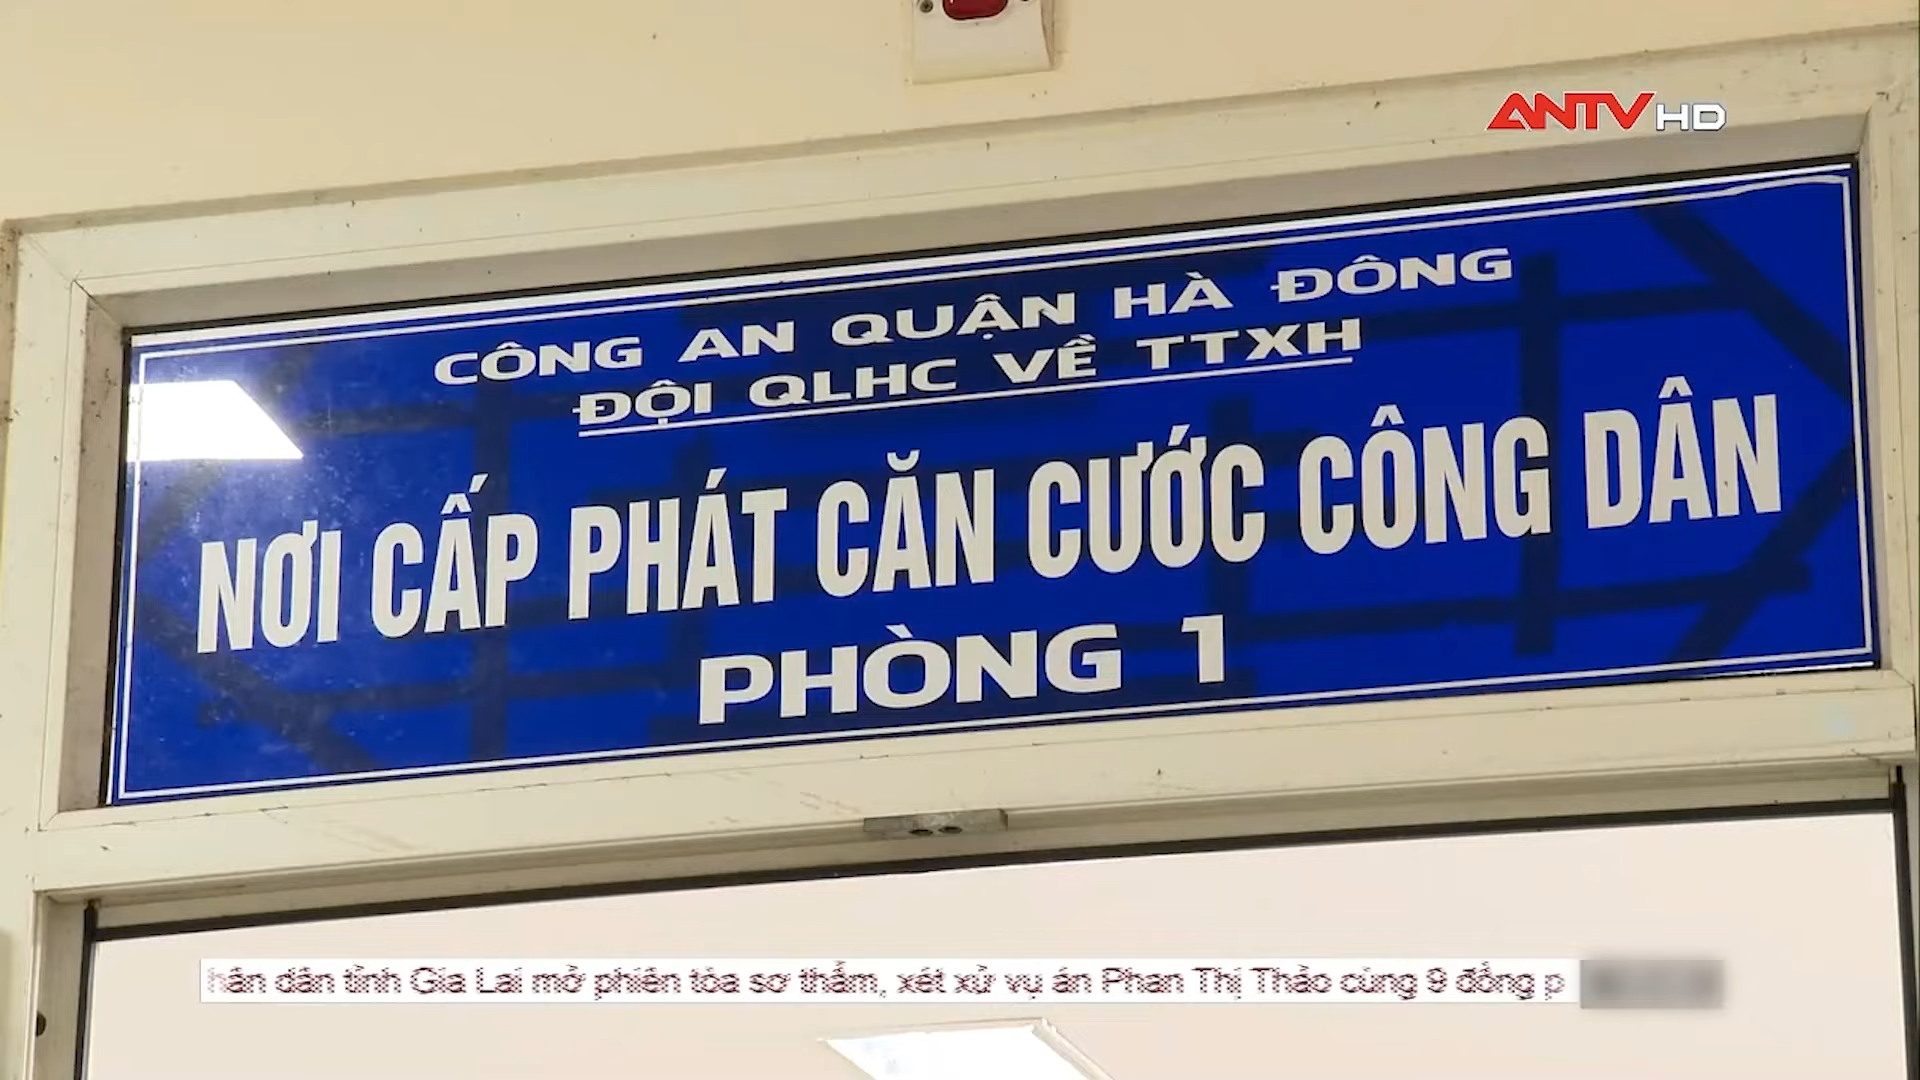 ANTV HD
CÔNG AN QUẬN HÀ ĐÔNG
ĐỘI QLHC VỀ TTXH
NƠI CẤP PHÁT CĂN CƯỚC CÔNG DÂN
PHÒNG 1
hân dân tỉnh Gia Lai mở phiên tòa sơ thẩm, xét xử vụ án Phan Thị Thảo cùng 9 đồng p